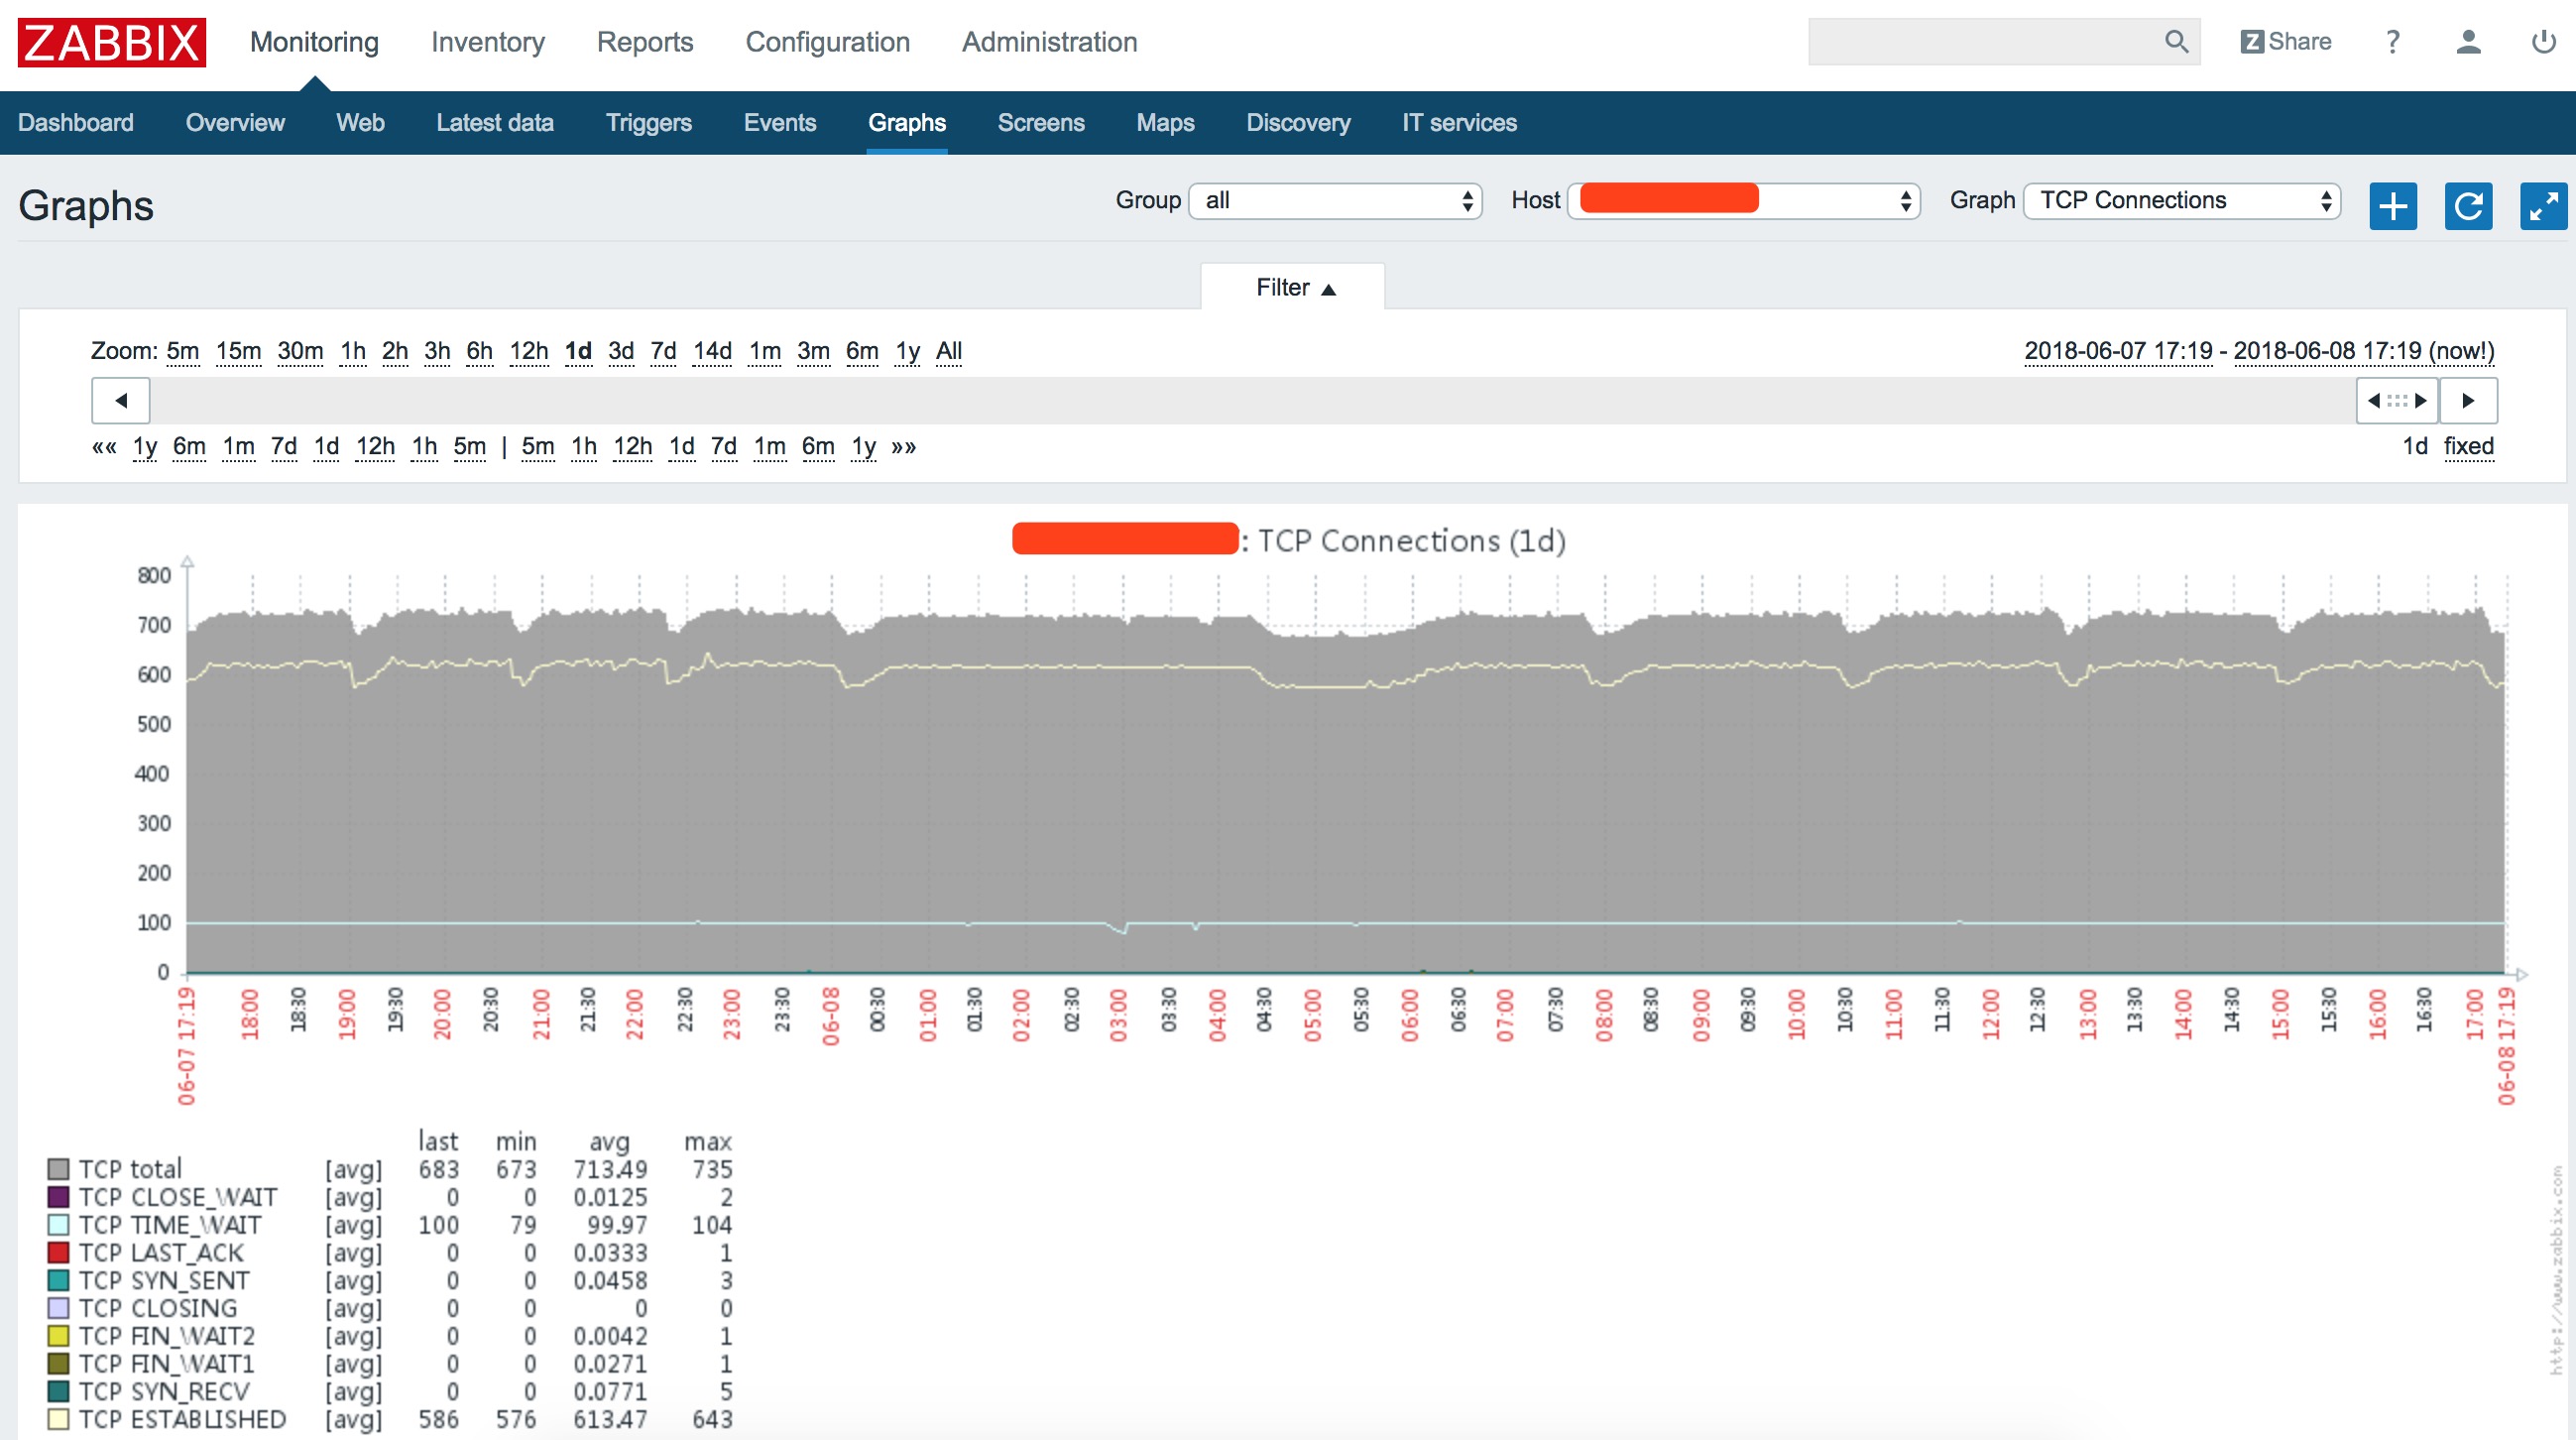 ZABBIX Monitoring Inventory Reports Configuration Administration Z Share ?
Dashboard Overview Web Latest data Triggers Events Graphs Screens Maps Discovery IT services
Graphs Group all Host Graph TCP Connections
Filter ▲
Zoom: 5m 15m 30m 1h 2h 3h 6h 12h 1d 3d 7d 14d 1m 3m 6m 1y All 2018-06-07 17:19 - 2018-06-08 17:19 (now!)
«« 1y 6m 1m 7d 1d 12h 1h 5m | 5m 1h 12h 1d 7d 1m 6m 1y »» 1d fixed
: TCP Connections (1d)
800
700
600
500
400
300
200
100
0
06-07 17:19 18:00 18:30 19:00 19:30 20:00 20:30 21:00 21:30 22:00 22:30 23:00 23:30 06-08 00:30 01:00 01:30 02:00 02:30 03:00 03:30 04:00 04:30 05:00 05:30 06:00 06:30 07:00 07:30 08:00 08:30 09:00 09:30 10:00 10:30 11:00 11:30 12:00 12:30 13:00 13:30 14:00 14:30 15:00 15:30 16:00 16:30 17:00 06-08 17:19
last min avg max
TCP total [avg] 683 673 713.49 735
TCP CLOSE_WAIT [avg] 0 0 0.0125 2
TCP TIME_WAIT [avg] 100 79 99.97 104
TCP LAST_ACK [avg] 0 0 0.0333 1
TCP SYN_SENT [avg] 0 0 0.0458 3
TCP CLOSING [avg] 0 0 0 0
TCP FIN_WAIT2 [avg] 0 0 0.0042 1
TCP FIN_WAIT1 [avg] 0 0 0.0271 1
TCP SYN_RECV [avg] 0 0 0.0771 5
TCP ESTABLISHED [avg] 586 576 613.47 643
http://www.zabbix.com